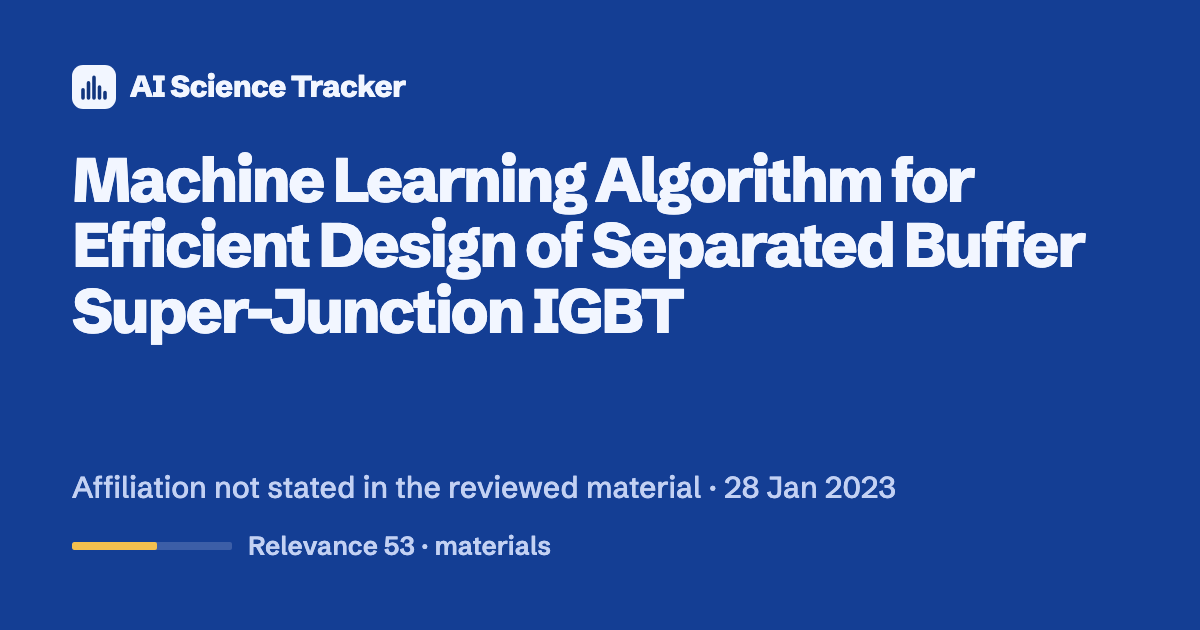 AI Science Tracker
Machine Learning Algorithm for
Efficient Design of Separated Buffer
Super-Junction IGBT
Affiliation not stated in the reviewed material · 28 Jan 2023
Relevance 53 · materials